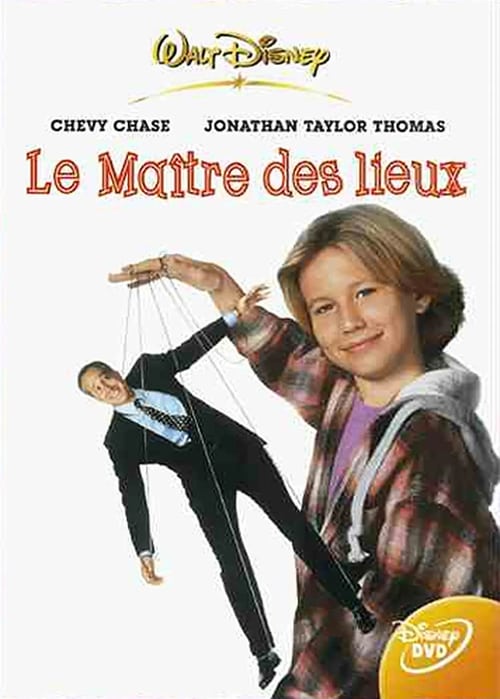 Walt Disney
CHEVY CHASE JONATHAN TAYLOR THOMAS
Le Maître des lieux
Disney
DVD